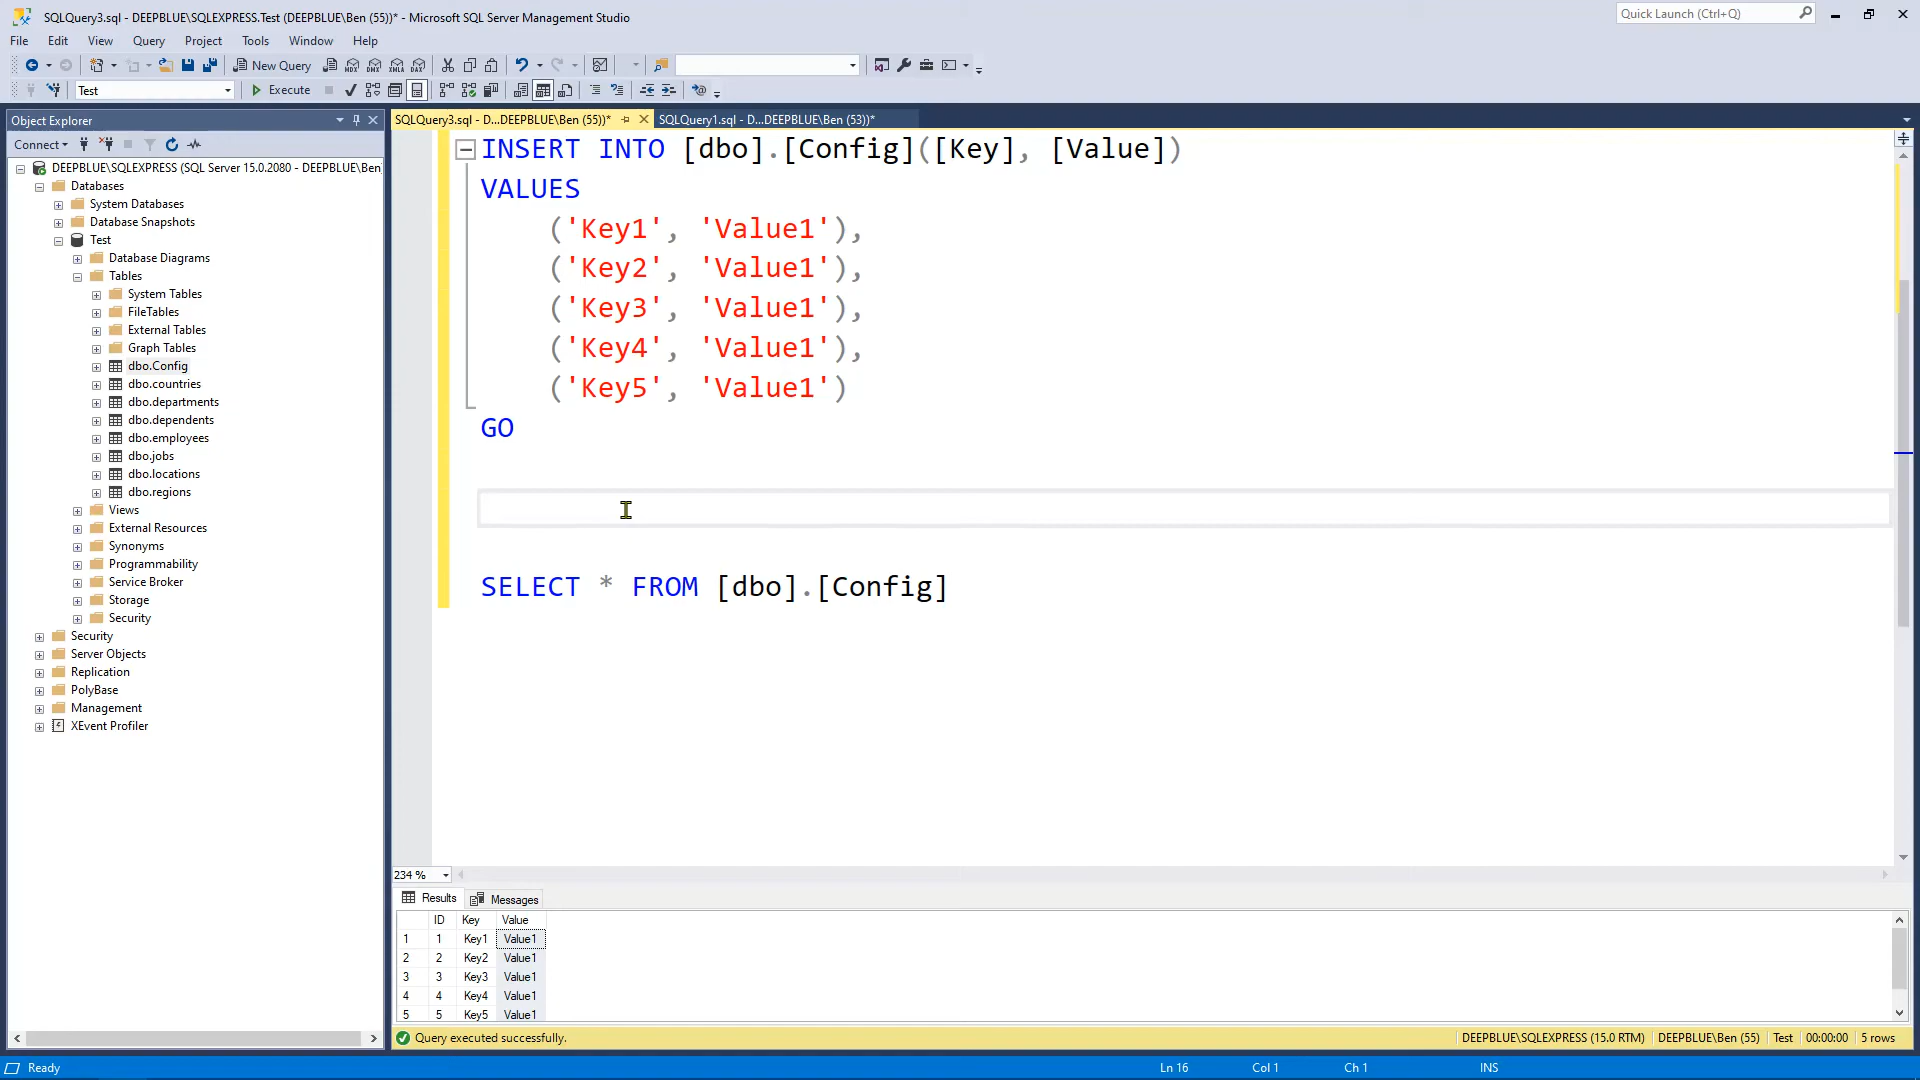 SQLQuery3.sql - DEEPBLUE\SQLEXPRESS.Test (DEEPBLUE\Ben (55))* - Microsoft SQL Server Management Studio
Quick Launch (Ctrl+Q)
File Edit View Query Project Tools Window Help
New Query
MDX DMX XMLA DAX
Test
Execute
Object Explorer
Connect
DEEPBLUE\SQLEXPRESS (SQL Server 15.0.2080 - DEEPBLUE\Ben
Databases
System Databases
Database Snapshots
Test
Database Diagrams
Tables
System Tables
FileTables
External Tables
Graph Tables
dbo.Config
dbo.countries
dbo.departments
dbo.dependents
dbo.employees
dbo.jobs
dbo.locations
dbo.regions
Views
External Resources
Synonyms
Programmability
Service Broker
Storage
Security
Security
Server Objects
Replication
PolyBase
Management
XEvent Profiler
SQLQuery3.sql - D...DEEPBLUE\Ben (55))*
SQLQuery1.sql - D...DEEPBLUE\Ben (53))*
INSERT INTO [dbo].[Config]([Key], [Value])
VALUES
('Key1', 'Value1'),
('Key2', 'Value1'),
('Key3', 'Value1'),
('Key4', 'Value1'),
('Key5', 'Value1')
GO
SELECT * FROM [dbo].[Config]
234 %
Results Messages
ID Key Value
1 1 Key1 Value1
2 2 Key2 Value1
3 3 Key3 Value1
4 4 Key4 Value1
5 5 Key5 Value1
Query executed successfully.
DEEPBLUE\SQLEXPRESS (15.0 RTM) DEEPBLUE\Ben (55) Test 00:00:00 5 rows
Ready
Ln 16 Col 1 Ch 1 INS